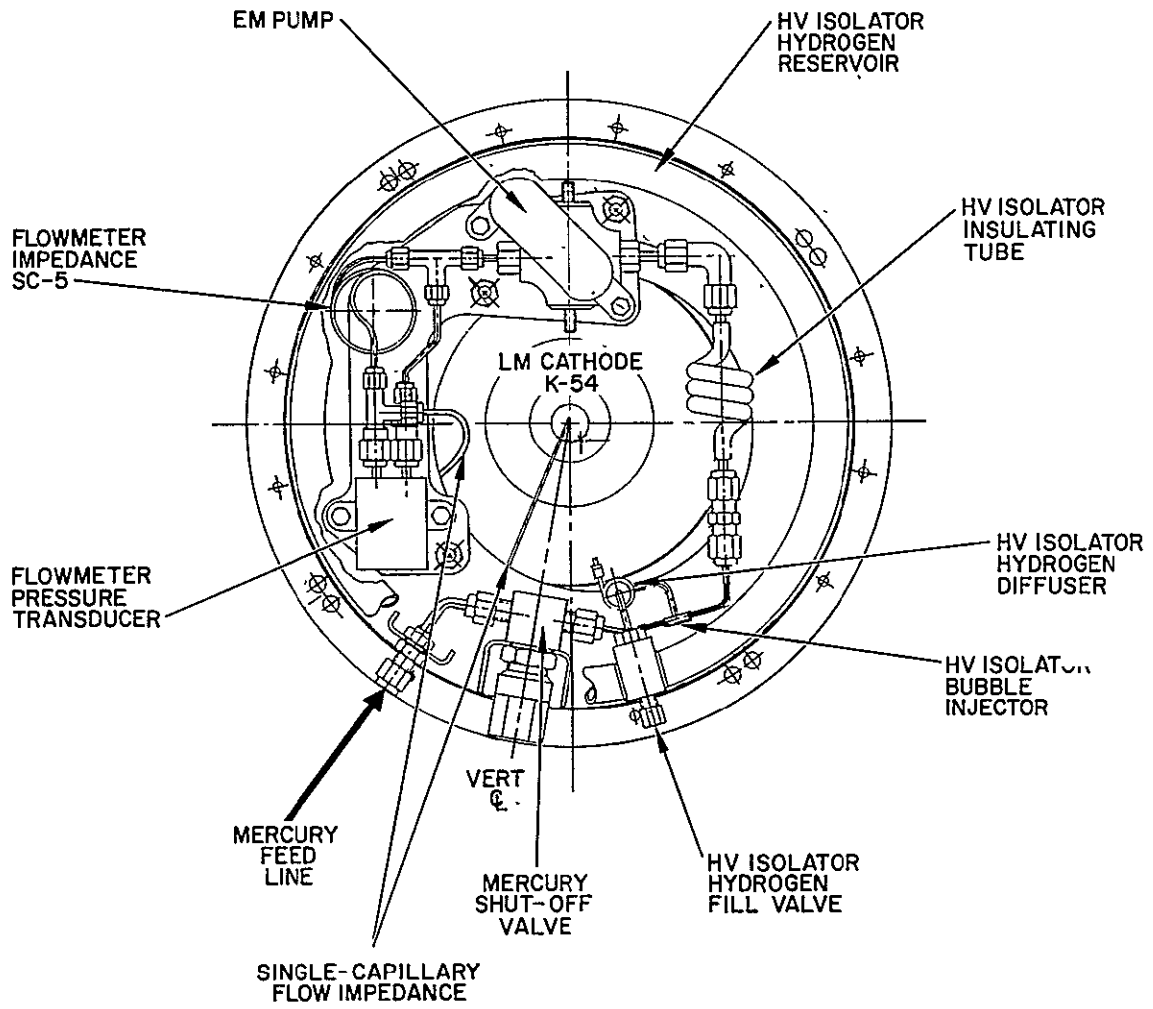 EM PUMP
HV ISOLATOR
HYDROGEN
RESERVOIR
HV ISOLATOR
INSULATING
TUBE
FLOWMETER
IMPEDANCE
SC-5
LM CATHODE
K-54
HV ISOLATOR
HYDROGEN
DIFFUSER
FLOWMETER
PRESSURE
TRANSDUCER
HV ISOLATOR
BUBBLE
INJECTOR
VERT
℄
MERCURY
FEED
LINE
MERCURY
SHUT-OFF
VALVE
HV ISOLATOR
HYDROGEN
FILL VALVE
SINGLE-CAPILLARY
FLOW IMPEDANCE